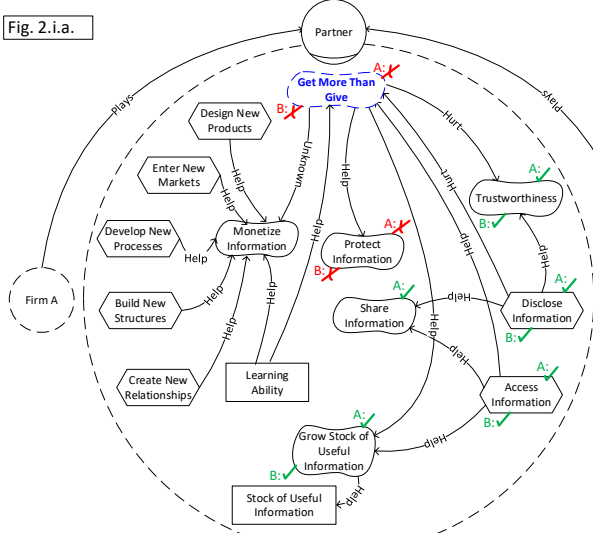 Fig. 2.i.a.
Partner
Plays
Plays
A:
Get More Than
Give
B:
Hurt
Design New
Products
Help
Unknown
Help
Hurt
A:
Trustworthiness
B:
Enter New
Markets
Help
Help
Develop New
Processes
Help
Monetize
Information
Help
A:
Protect
Information
B:
Help
Help
Firm A
Build New
Structures
Help
Help
A:
Share
Information
Help
A:
Disclose
Information
B:
Help
Help
Help
Create New
Relationships
Learning
Ability
A:
Access
Information
B:
A:
Grow Stock of
Useful
Information
B:
Help
Help
Stock of Useful
Information